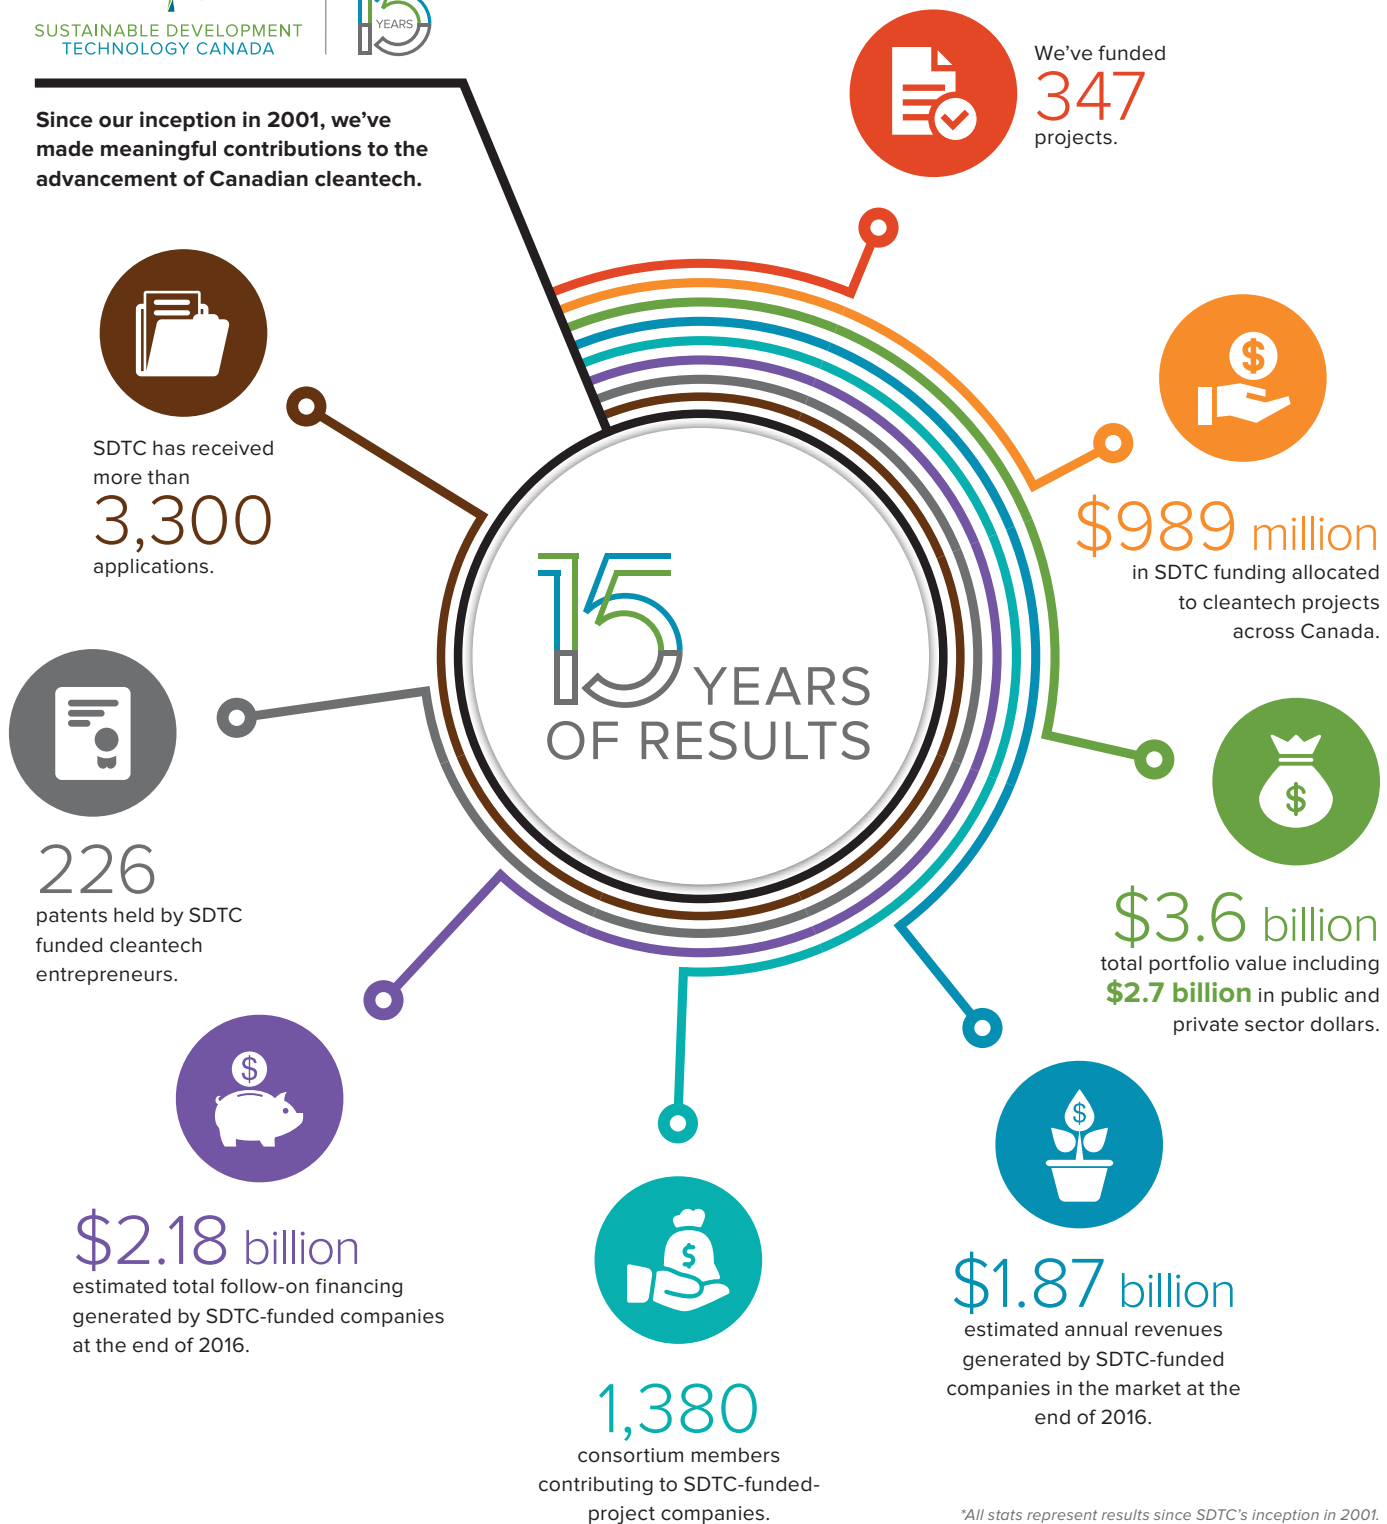 SUSTAINABLE DEVELOPMENT
TECHNOLOGY CANADA
15
YEARS
Since our inception in 2001, we've
made meaningful contributions to the
advancement of Canadian cleantech.
We've funded
347
projects.
$
$989 million
in SDTC funding allocated
to cleantech projects
across Canada.
$
$3.6 billion
total portfolio value including
$2.7 billion in public and
private sector dollars.
$
$1.87 billion
estimated annual revenues
generated by SDTC-funded
companies in the market at the
end of 2016.
$
1,380
consortium members
contributing to SDTC-funded-
project companies.
$
$2.18 billion
estimated total follow-on financing
generated by SDTC-funded companies
at the end of 2016.
226
patents held by SDTC
funded cleantech
entrepreneurs.
SDTC has received
more than
3,300
applications.
15 YEARS
OF RESULTS
*All stats represent results since SDTC's inception in 2001.